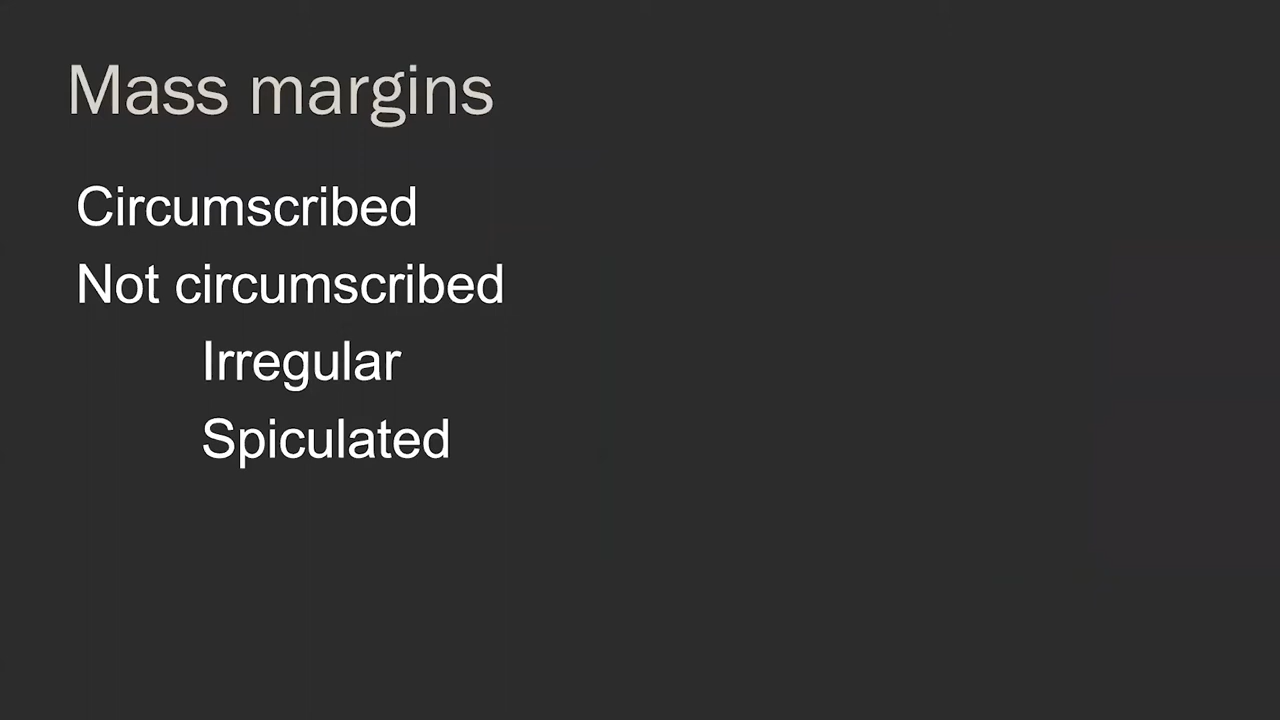 Mass margins
Circumscribed
Not circumscribed
Irregular
Spiculated